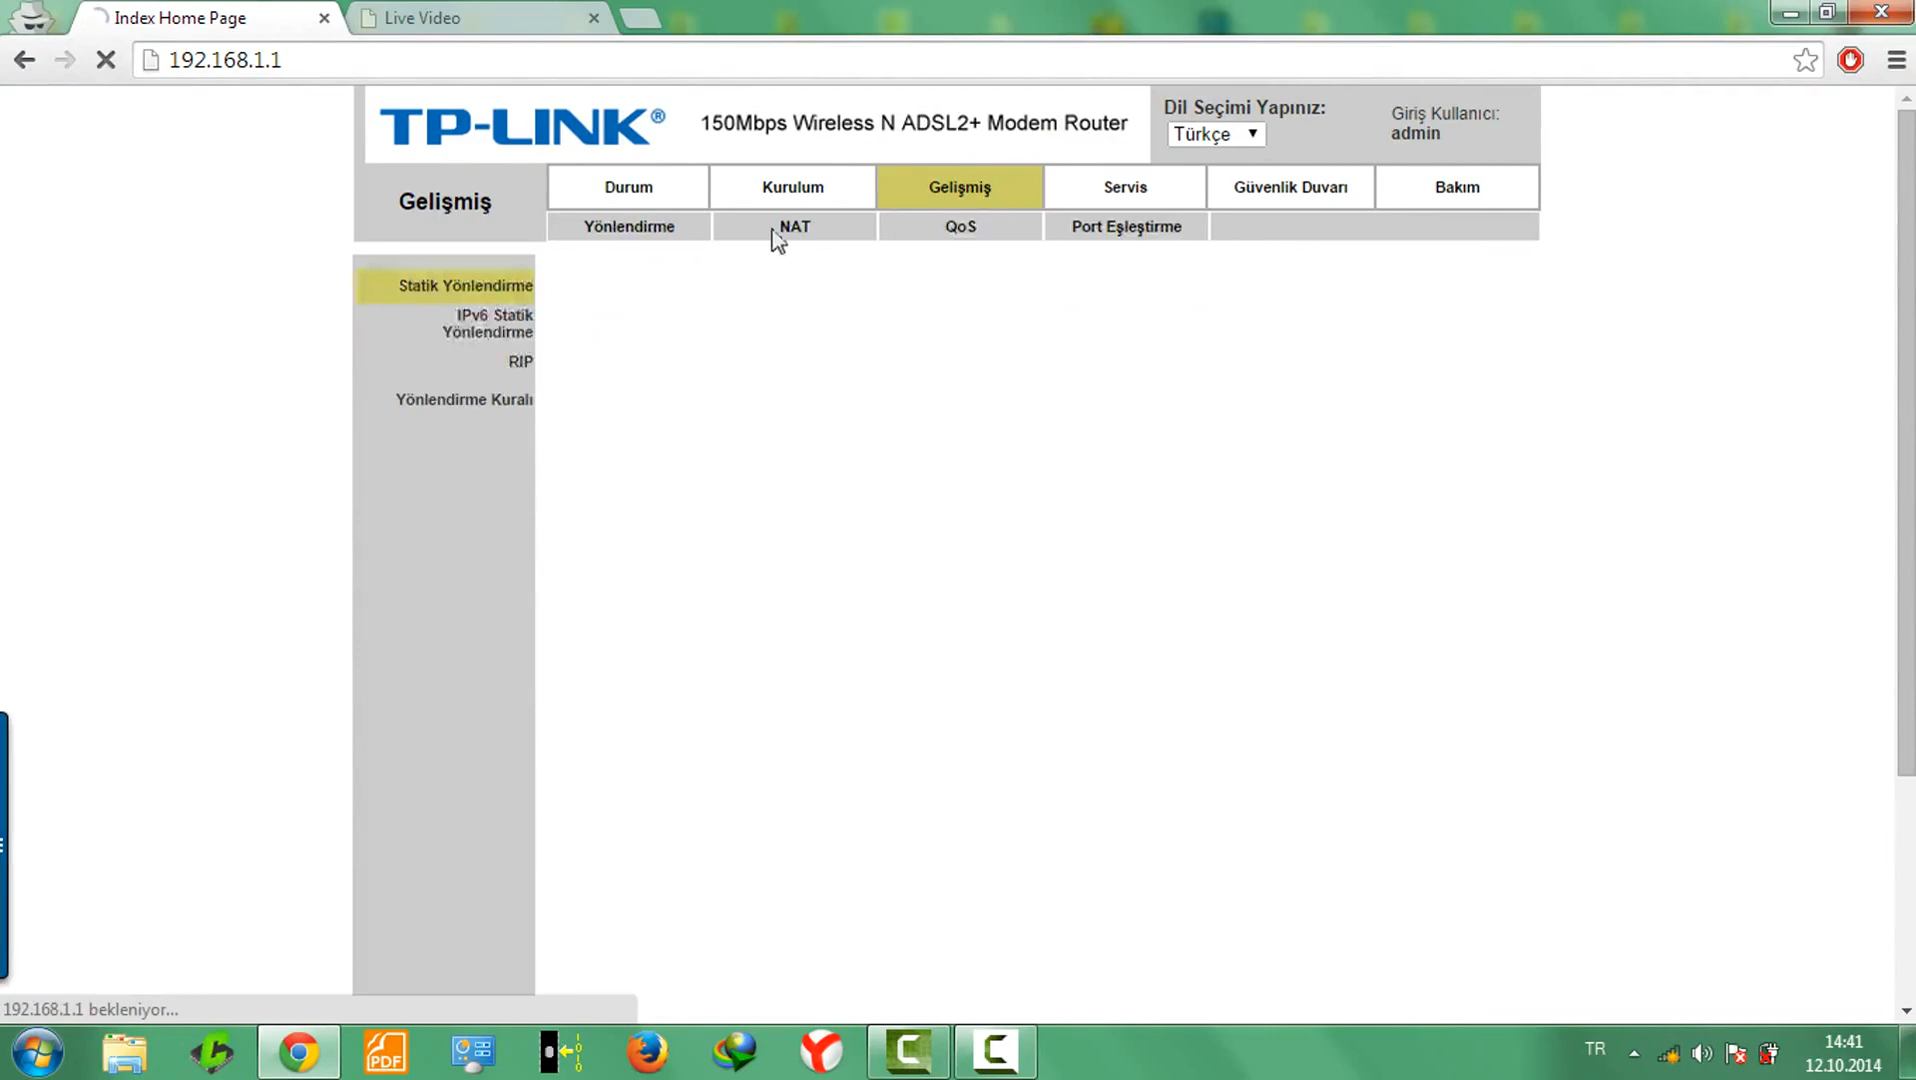 Index Home Page
Live Video
192.168.1.1
TP-LINK®
150Mbps Wireless N ADSL2+ Modem Router
Dil Seçimi Yapınız:
Türkçe
Giriş Kullanıcı:
admin
Gelişmiş
Durum
Kurulum
Gelişmiş
Servis
Güvenlik Duvarı
Bakım
Yönlendirme
NAT
QoS
Port Eşleştirme
Statik Yönlendirme
IPv6 Statik
Yönlendirme
RIP
Yönlendirme Kuralı
192.168.1.1 bekleniyor...
PDF
TR
14:41
12.10.2014